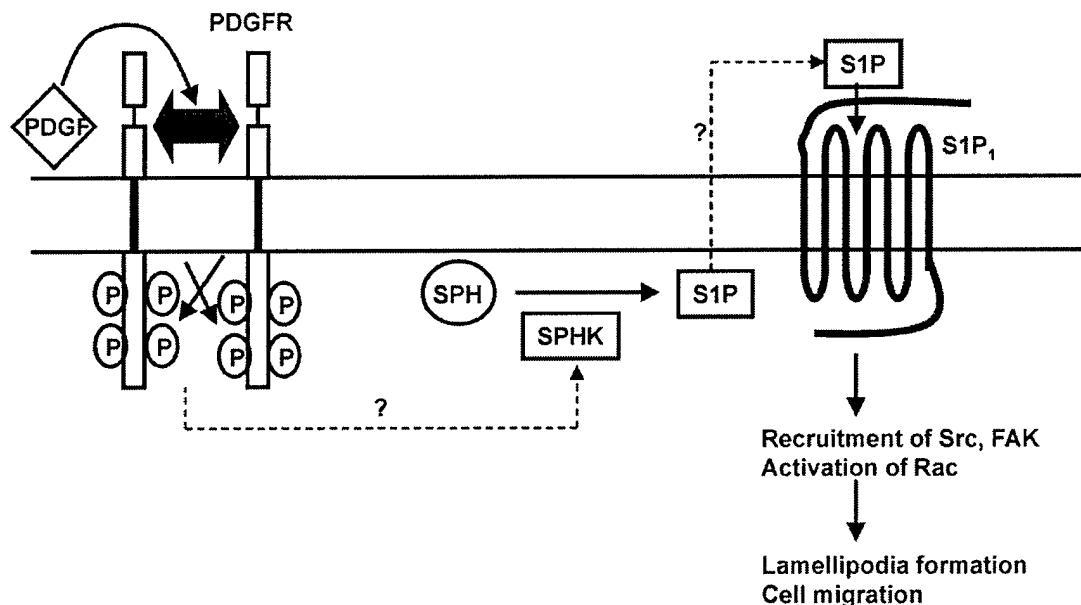 PDGFR
PDGF
S1P
?
S1P₁
P P P P
P P P P
SPH
S1P
SPHK
?
Recruitment of Src, FAK
Activation of Rac
Lamellipodia formation
Cell migration